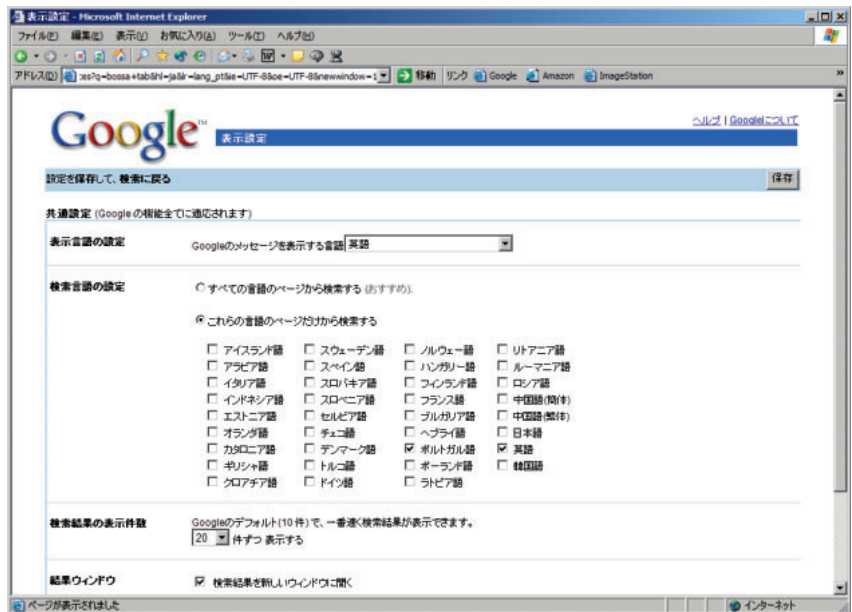 表示設定 - Microsoft Internet Explorer
ファイル(F) 編集(E) 表示(V) お気に入り(A) ツール(T) ヘルプ(H)
アドレス(D) :es?q=bossa+tab&hl=ja&lr=lang_pt&ie=UTF-8&oe=UTF-8&newwindow=1 移動 リンク Google Amazon ImageStation »
Google™ 表示設定 ヘルプ | Googleについて
設定を保存して、検索に戻る 保存
共通設定 (Google の機能全てに適応されます)
表示言語の設定 Googleのメッセージを表示する言語 英語
検索言語の設定 すべての言語のページから検索する (おすすめ).
これらの言語のページだけから検索する
アイスランド語 スウェーデン語 ノルウェー語 リトアニア語
アラビア語 スペイン語 ハンガリー語 ルーマニア語
イタリア語 スロバキア語 フィンランド語 ロシア語
インドネシア語 スロベニア語 フランス語 中国語(簡体)
エストニア語 セルビア語 ブルガリア語 中国語(繁体)
オランダ語 チェコ語 ヘブライ語 日本語
カタロニア語 デンマーク語 ポルトガル語 英語
ギリシャ語 トルコ語 ポーランド語 韓国語
クロアチア語 ドイツ語 ラトビア語
検索結果の表示件数 Googleのデフォルト(10 件)で、一番速く検索結果が表示できます。
20 件ずつ 表示する
結果ウィンドウ 検索結果を新しいウィンドウに開く
ページが表示されました インターネット